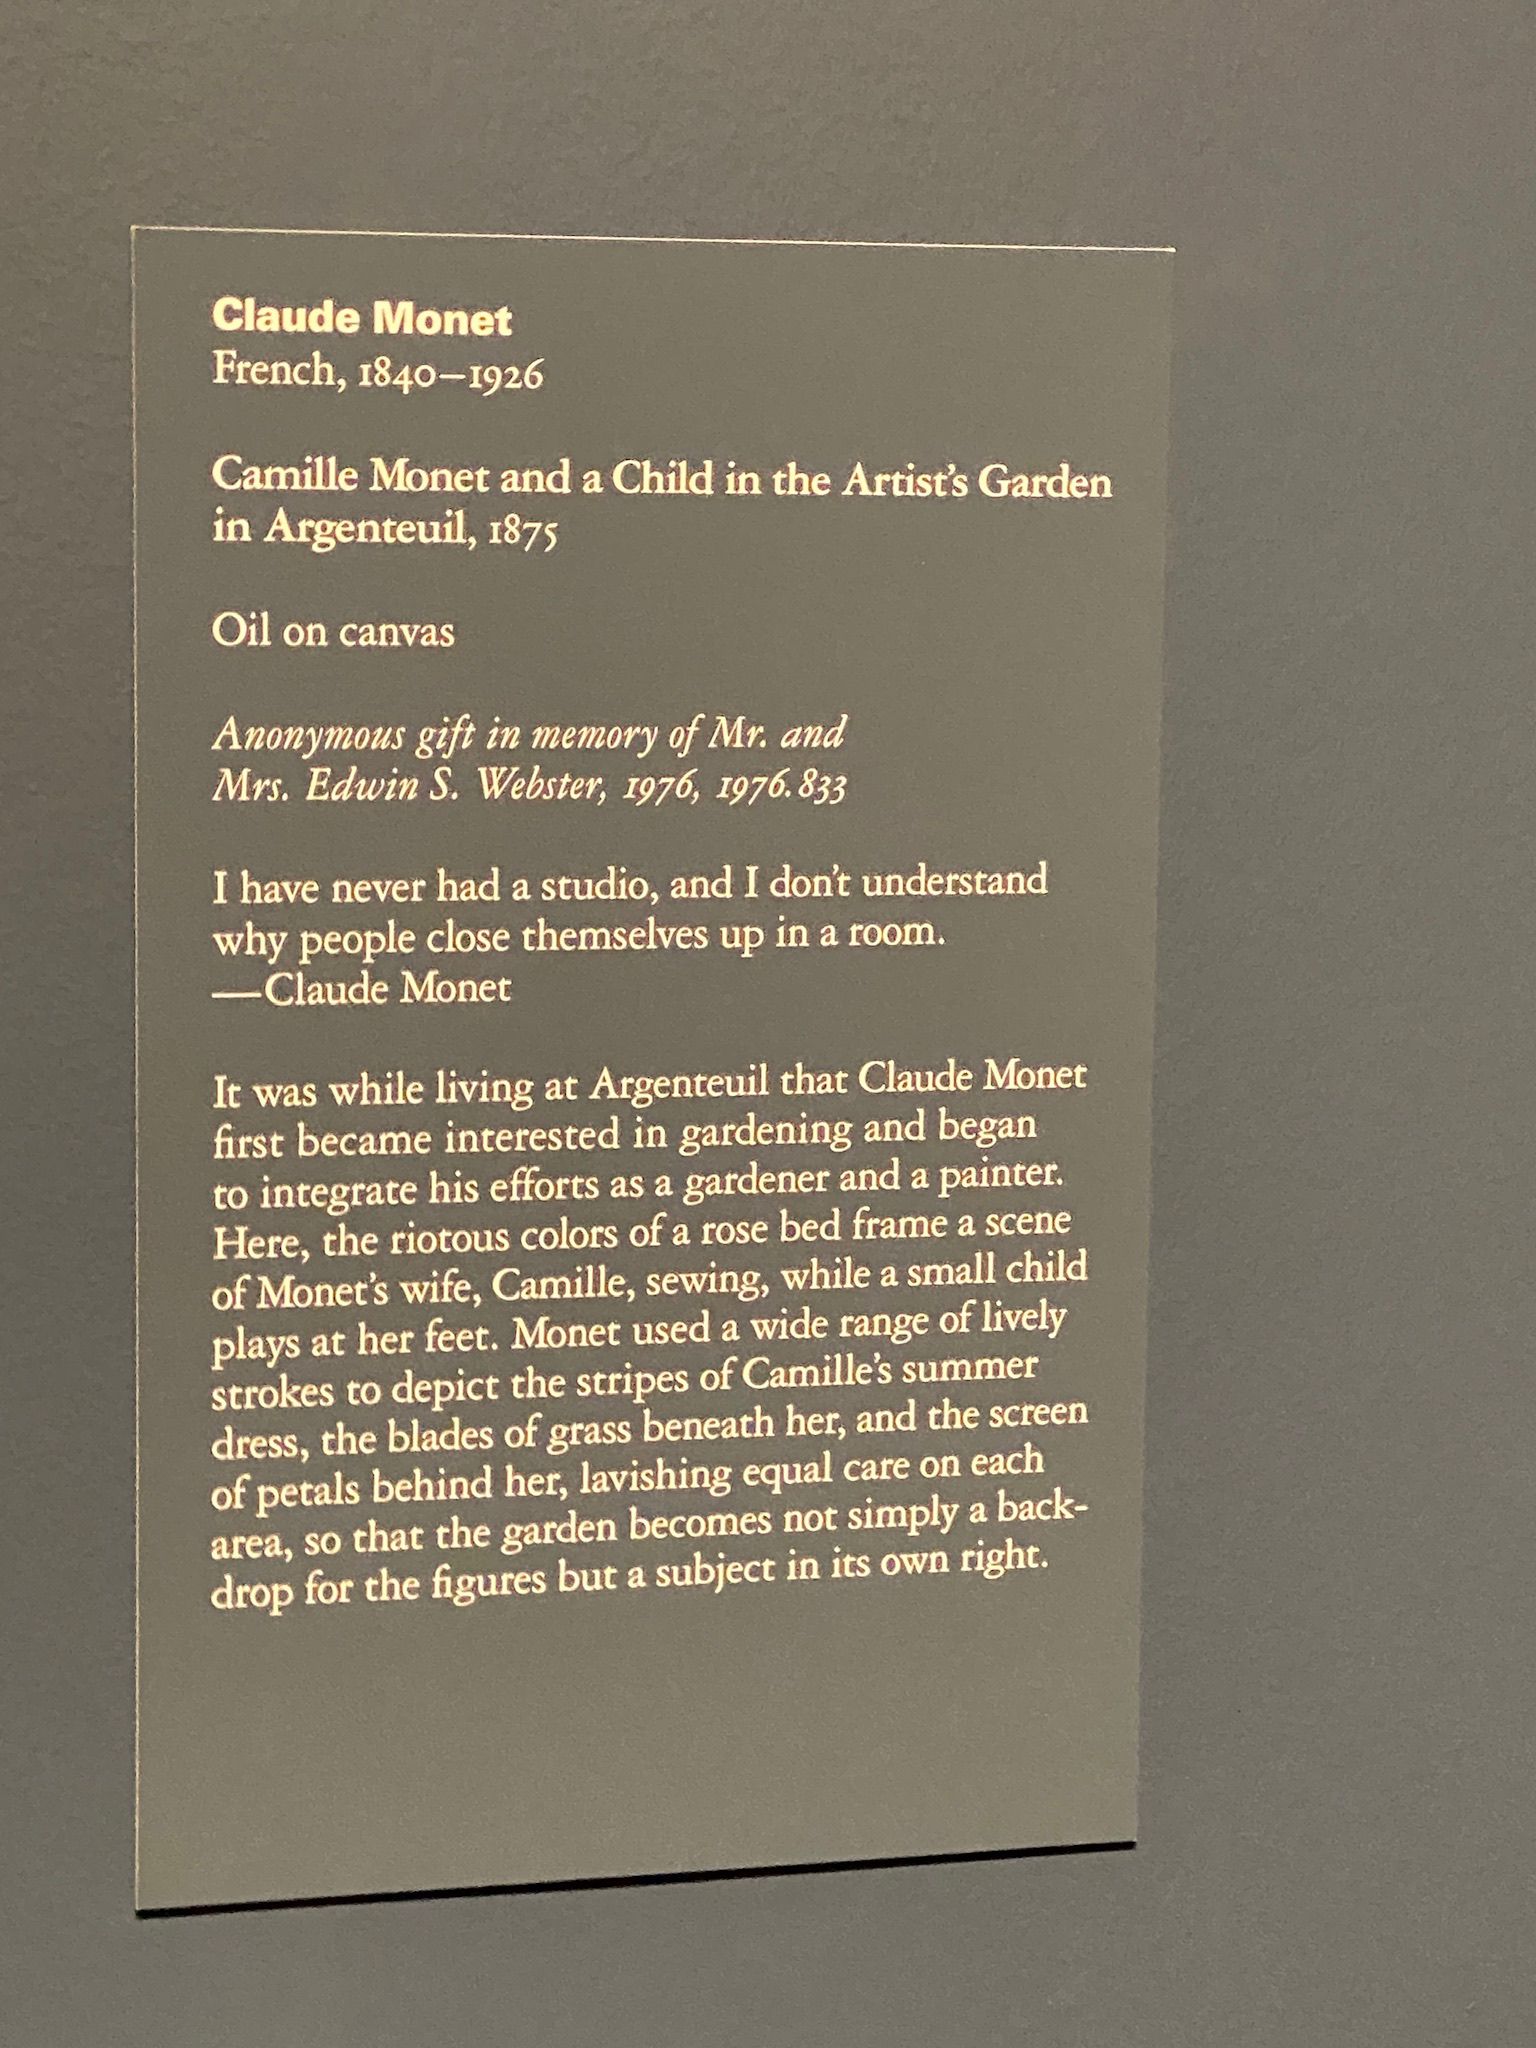 Claude Monet
French, 1840–1926
Camille Monet and a Child in the Artist's Garden
in Argenteuil, 1875
Oil on canvas
Anonymous gift in memory of Mr. and
Mrs. Edwin S. Webster, 1976, 1976.833
I have never had a studio, and I don't understand
why people close themselves up in a room.
—Claude Monet
It was while living at Argenteuil that Claude Monet
first became interested in gardening and began
to integrate his efforts as a gardener and a painter.
Here, the riotous colors of a rose bed frame a scene
of Monet's wife, Camille, sewing, while a small child
plays at her feet. Monet used a wide range of lively
strokes to depict the stripes of Camille's summer
dress, the blades of grass beneath her, and the screen
of petals behind her, lavishing equal care on each
area, so that the garden becomes not simply a back-
drop for the figures but a subject in its own right.